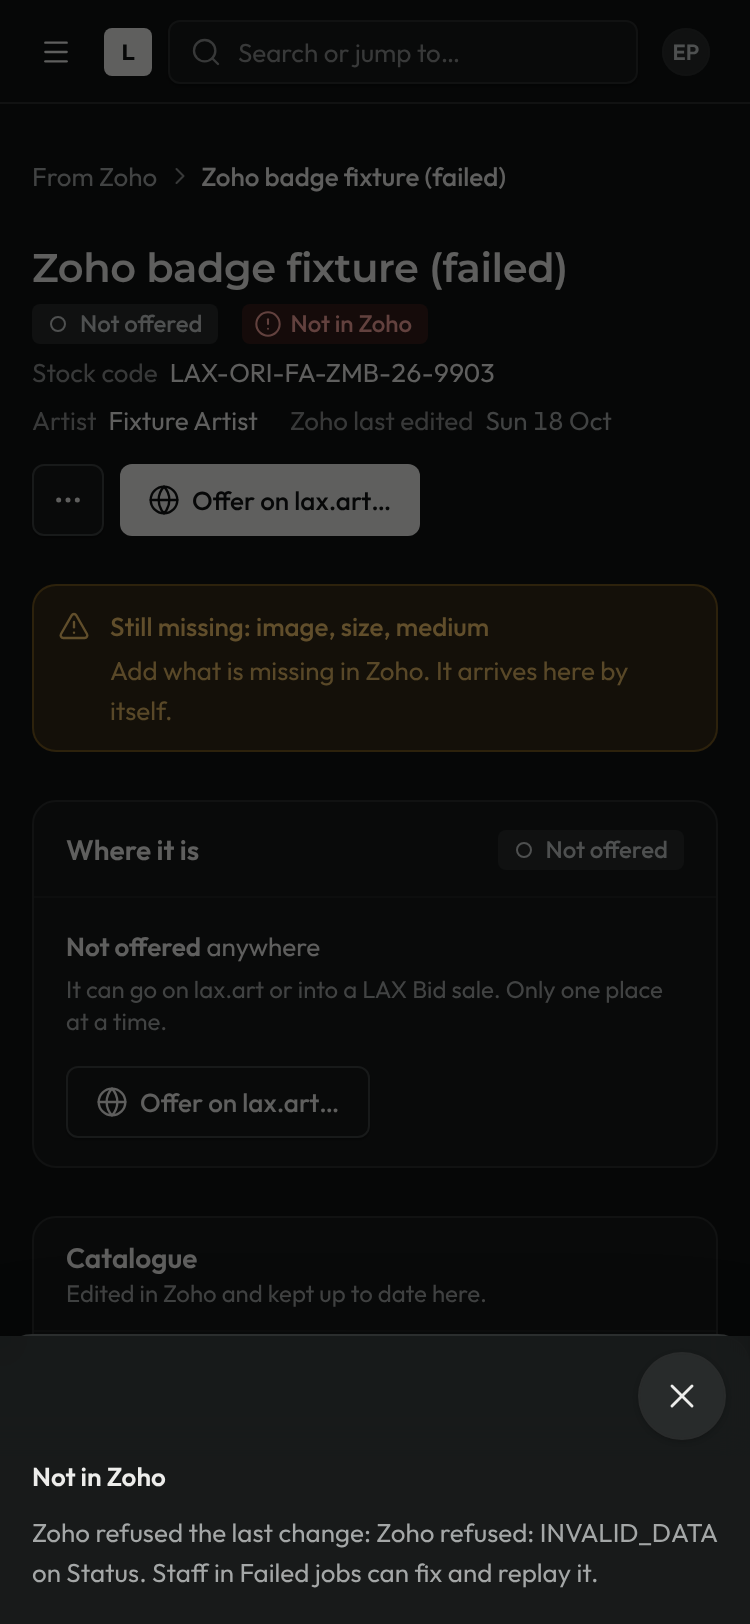 L
Search or jump to...
EP
From Zoho > Zoho badge fixture (failed)
Zoho badge fixture (failed)
Not offered
Not in Zoho
Stock code LAX-ORI-FA-ZMB-26-9903
Artist Fixture Artist Zoho last edited Sun 18 Oct
Offer on lax.art...
Still missing: image, size, medium
Add what is missing in Zoho. It arrives here by
itself.
Where it is
Not offered
Not offered anywhere
It can go on lax.art or into a LAX Bid sale. Only one place
at a time.
Offer on lax.art...
Catalogue
Edited in Zoho and kept up to date here.
Not in Zoho
Zoho refused the last change: Zoho refused: INVALID_DATA
on Status. Staff in Failed jobs can fix and replay it.